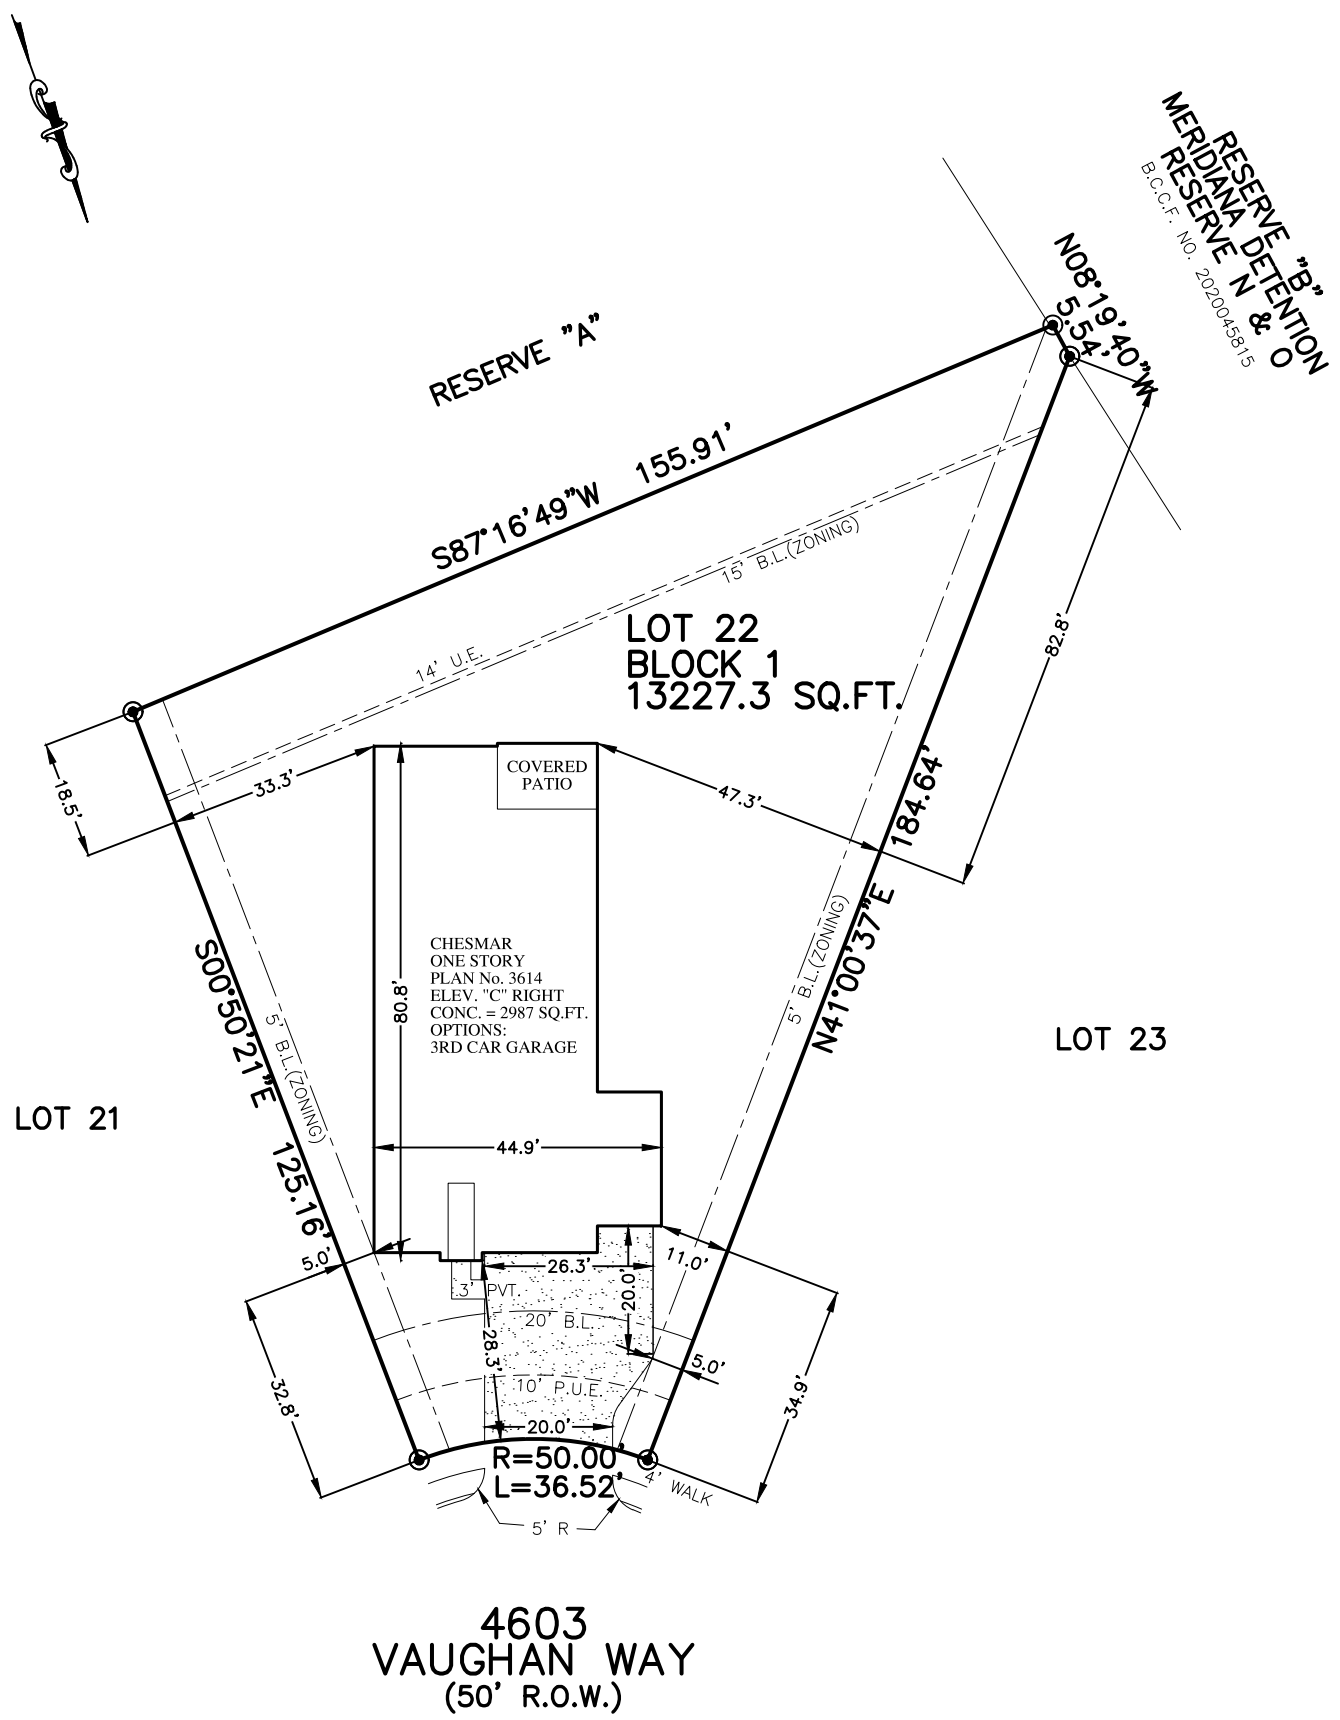 RESERVE "B"
MERIDIANA DETENTION
RESERVE N & O
B.C.C.F. NO. 2020045815
N08°19'40"W
5.54'
RESERVE "A"
S87°16'49"W 155.91'
15' B.L.(ZONING)
14' U.E.
LOT 22
BLOCK 1
13227.3 SQ.FT.
82.8'
18.5'
33.3'
COVERED
PATIO
47.3'
N41°00'37"E 184.64'
5' B.L.(ZONING)
CHESMAR
ONE STORY
PLAN No. 3614
ELEV. "C" RIGHT
CONC. = 2987 SQ.FT.
OPTIONS:
3RD CAR GARAGE
80.8'
S00°50'21"E 125.16'
5' B.L.(ZONING)
LOT 23
LOT 21
44.9'
5.0'
26.3'
20.0'
11.0'
3' PVT.
20' B.L.
28.3'
5.0'
10' P.U.E.
32.8'
34.9'
20.0'
R=50.00'
L=36.52'
4' WALK
5' R
4603
VAUGHAN WAY
(50' R.O.W.)